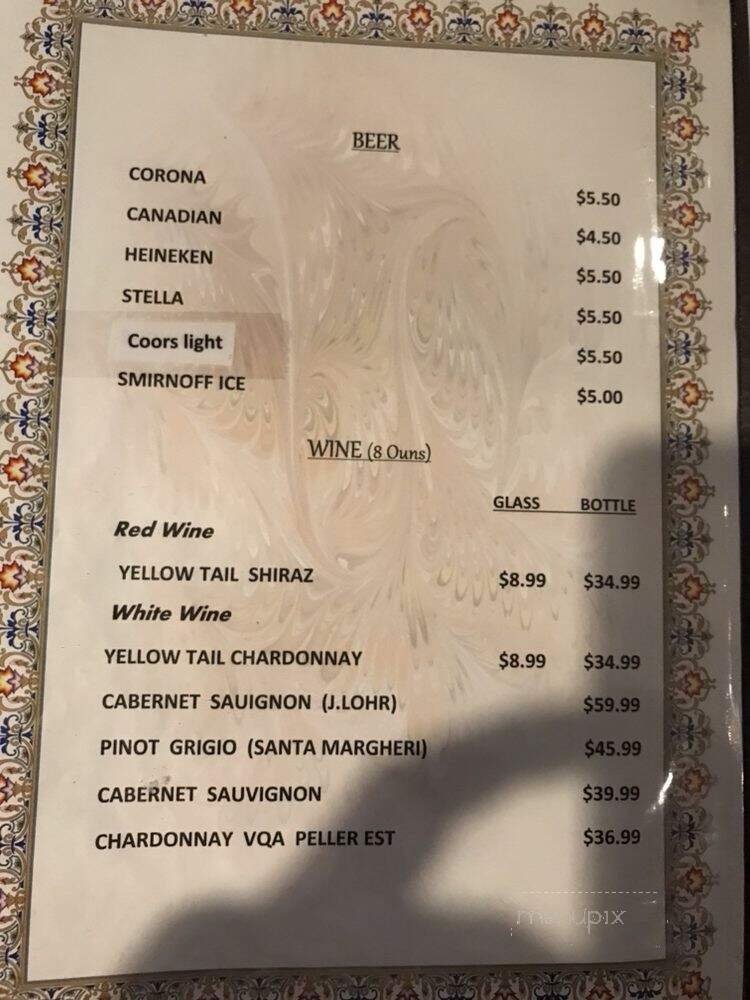 BEER
CORONA $5.50
CANADIAN $4.50
HEINEKEN $5.50
STELLA $5.50
Coors light $5.50
SMIRNOFF ICE $5.00
WINE (8 Ouns)
GLASS BOTTLE
Red Wine
YELLOW TAIL SHIRAZ $8.99 $34.99
White Wine
YELLOW TAIL CHARDONNAY $8.99 $34.99
CABERNET SAUIGNON (J.LOHR) $59.99
PINOT GRIGIO (SANTA MARGHERI) $45.99
CABERNET SAUVIGNON $39.99
CHARDONNAY VQA PELLER EST $36.99
menupix